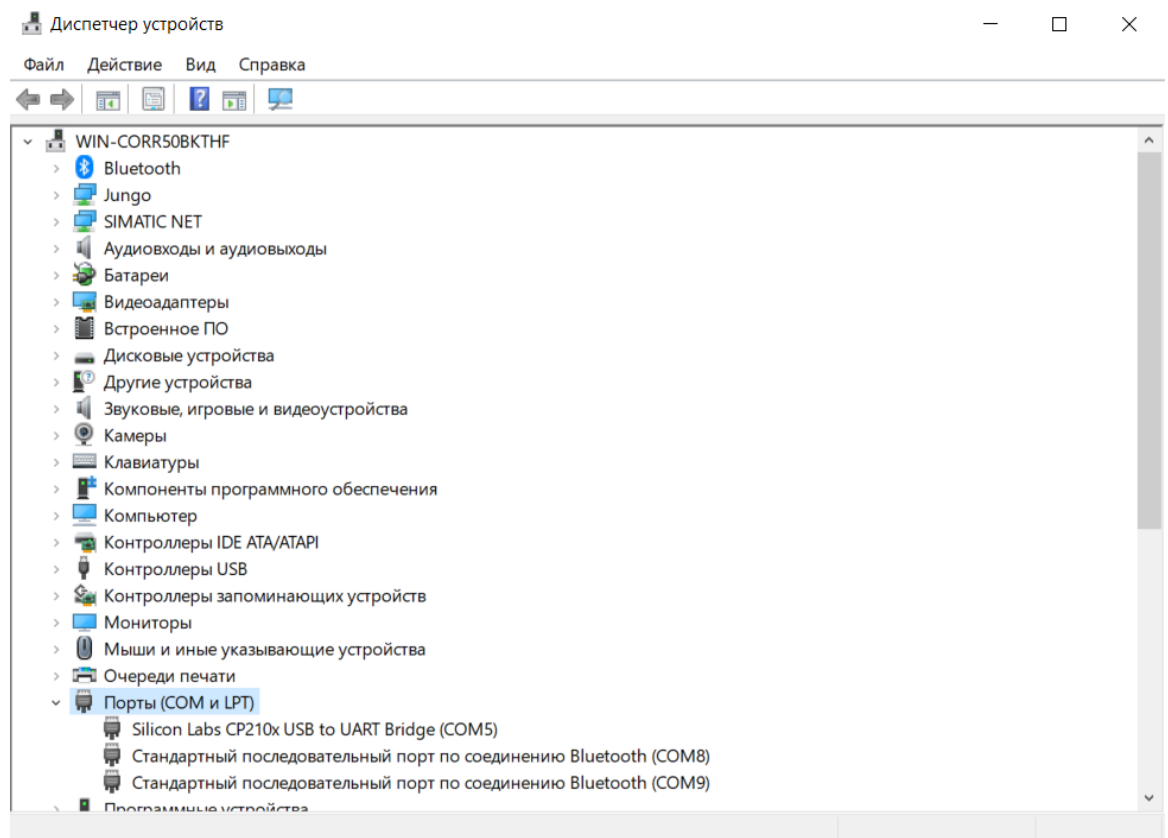 Диспетчер устройств
Файл Действие Вид Справка
WIN-CORR50BKTHF
Bluetooth
Jungo
SIMATIC NET
Аудиовходы и аудиовыходы
Батареи
Видеоадаптеры
Встроенное ПО
Дисковые устройства
Другие устройства
Звуковые, игровые и видеоустройства
Камеры
Клавиатуры
Компоненты программного обеспечения
Компьютер
Контроллеры IDE ATA/ATAPI
Контроллеры USB
Контроллеры запоминающих устройств
Мониторы
Мыши и иные указывающие устройства
Очереди печати
Порты (COM и LPT)
Silicon Labs CP210x USB to UART Bridge (COM5)
Стандартный последовательный порт по соединению Bluetooth (COM8)
Стандартный последовательный порт по соединению Bluetooth (COM9)
Программные устройства